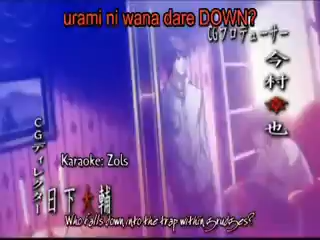 urami ni wana dare DOWN?
CGプロデューサー
今村幸也
CGディレクター
日下大輔
Karaoke: Zols
Who falls down into the trap within grudges?